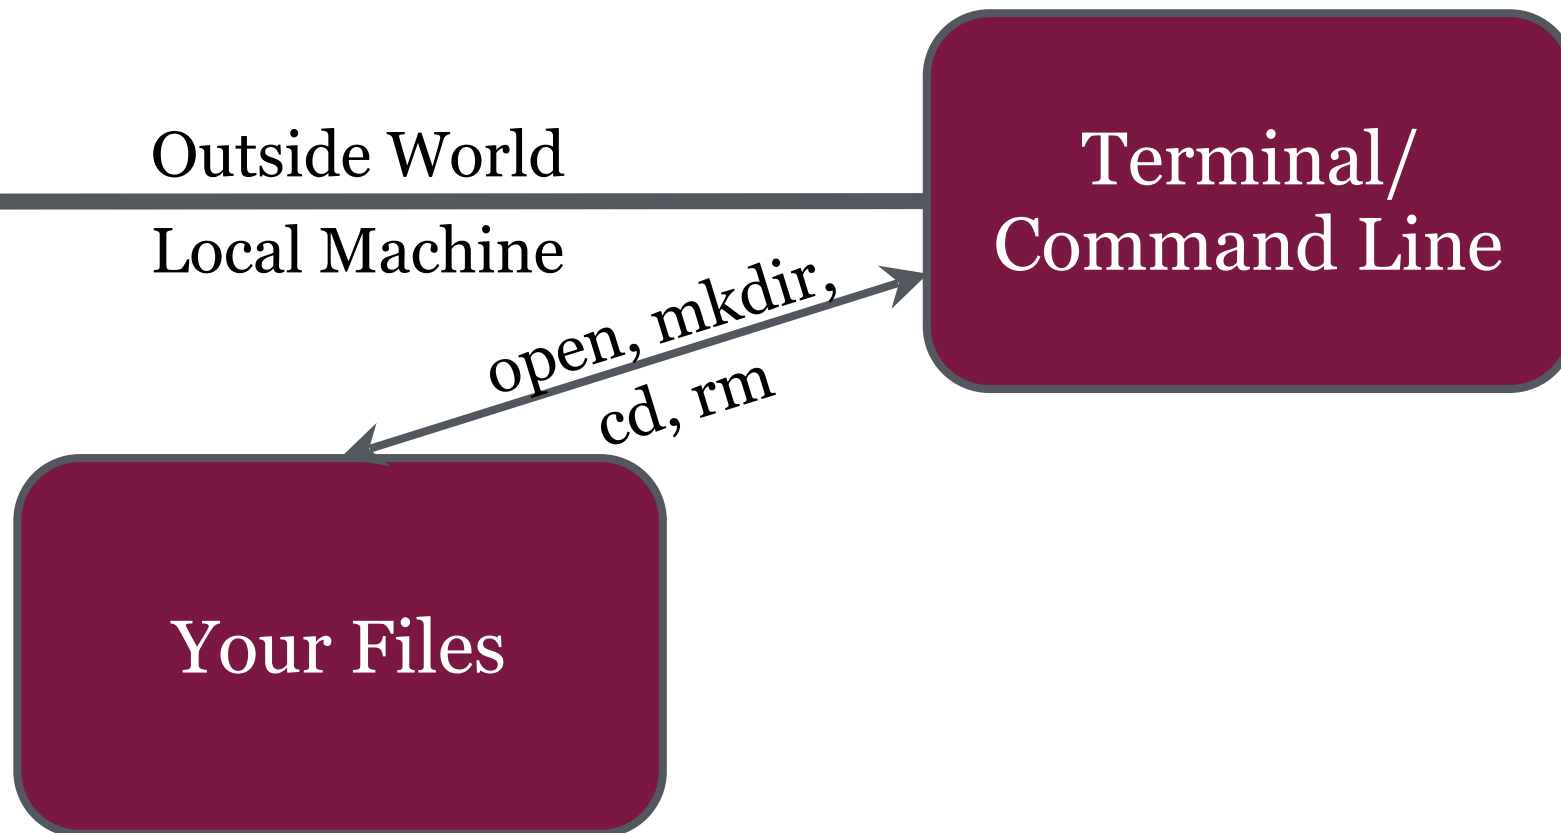 Outside World
Local Machine
Terminal/
Command Line
open, mkdir,
cd, rm
Your Files